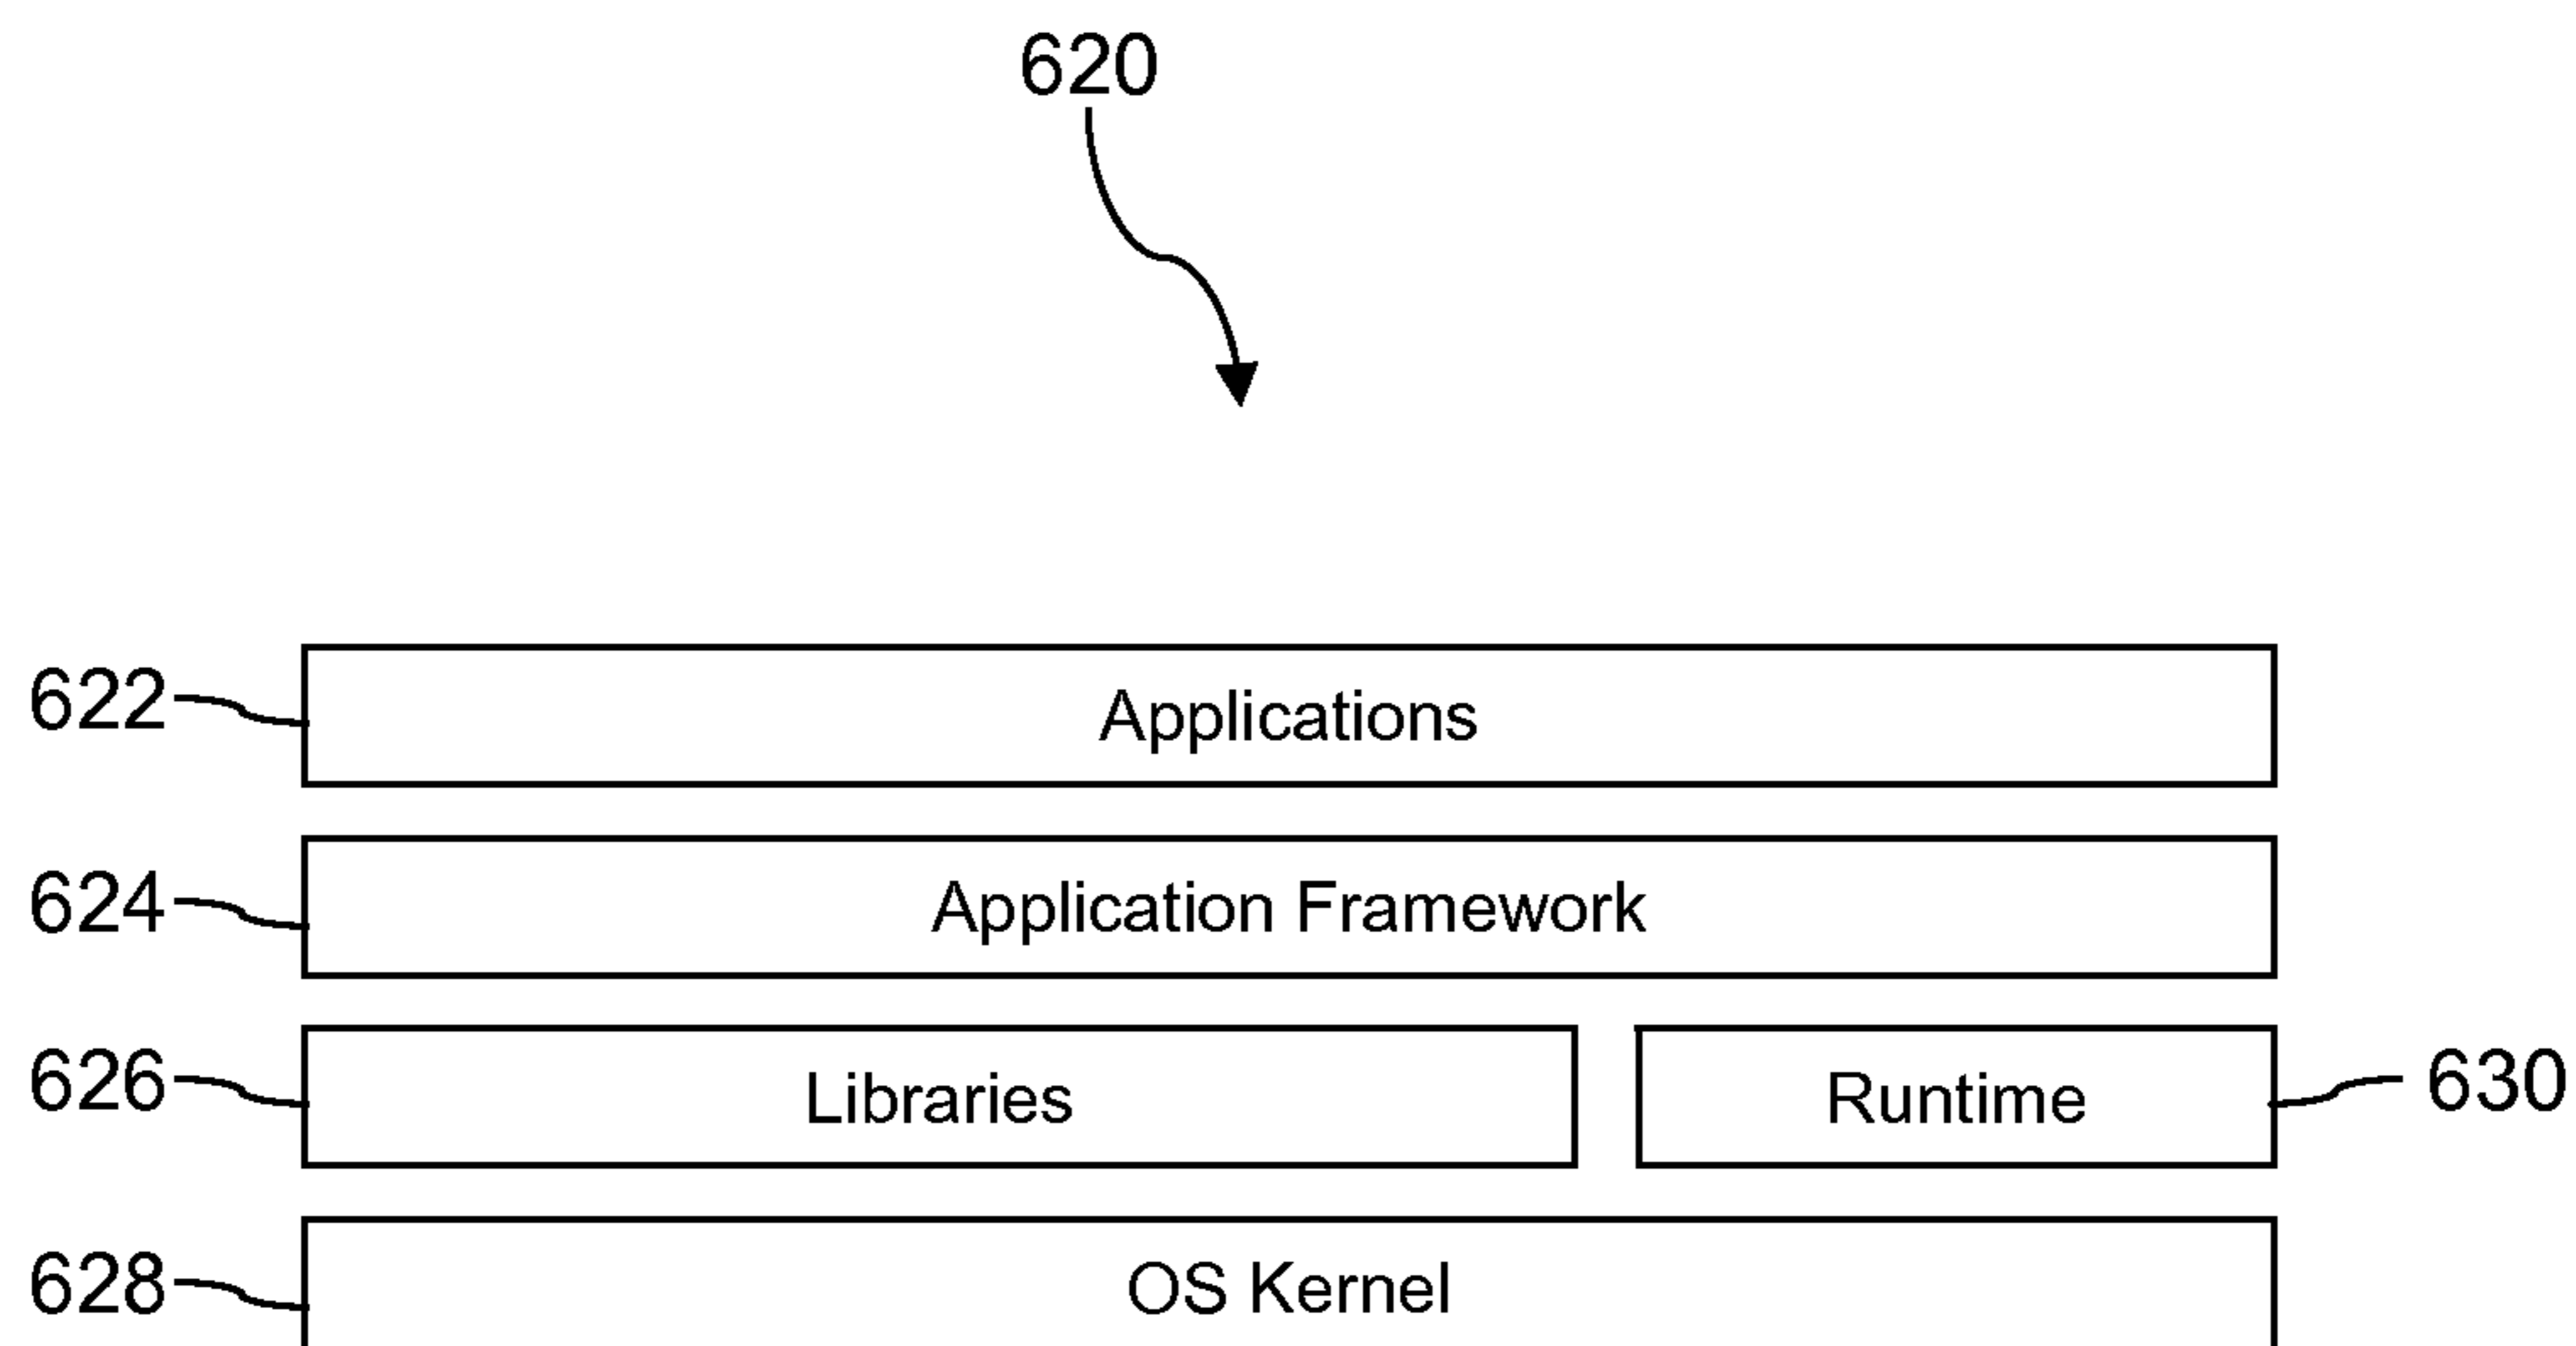 620
622 Applications
624 Application Framework
626 Libraries Runtime 630
628 OS Kernel